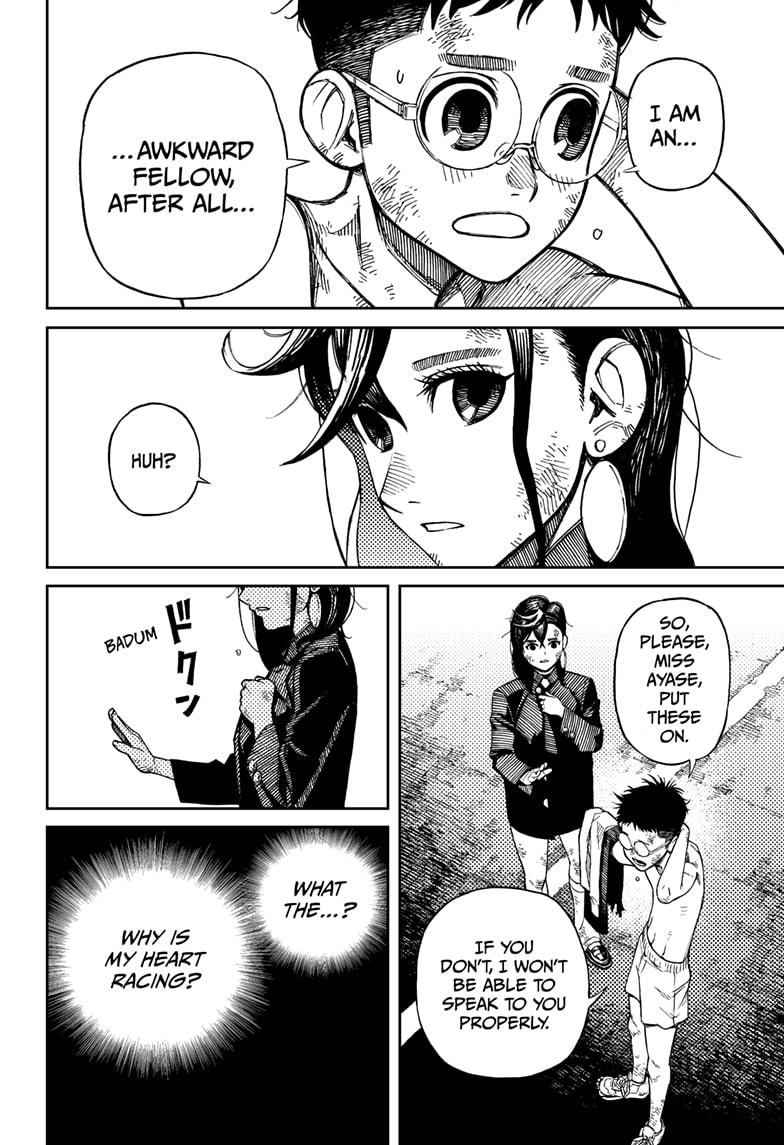 I AM
AN...
...AWKWARD
FELLOW,
AFTER ALL...
HUH?
SO,
PLEASE,
MISS
AYASE,
PUT
THESE
ON.
IF YOU
DON'T, I WON'T
BE ABLE TO
SPEAK TO YOU
PROPERLY.
ドクン
BADUM
WHAT
THE...?
WHY IS
MY HEART
RACING?